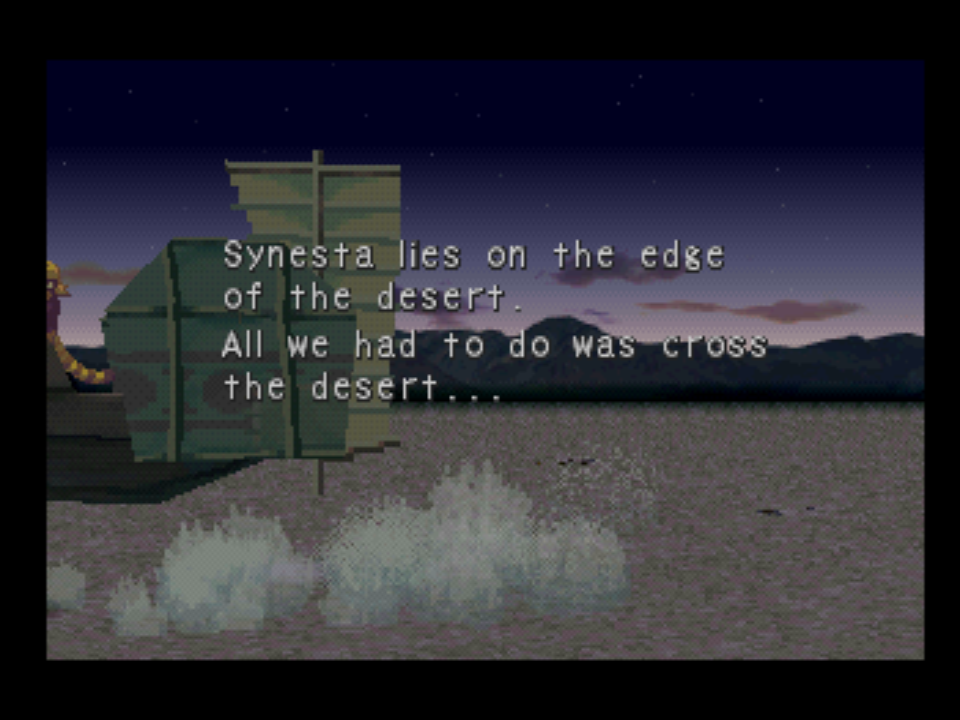 Synesta lies on the edge
of the desert.
All we had to do was cross
the desert...